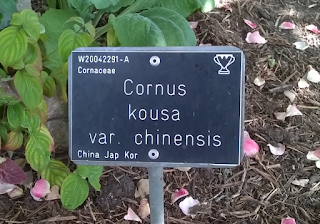 W20042291-A
Cornaceae
Cornus
kousa
var. chinensis
China Jap Kor